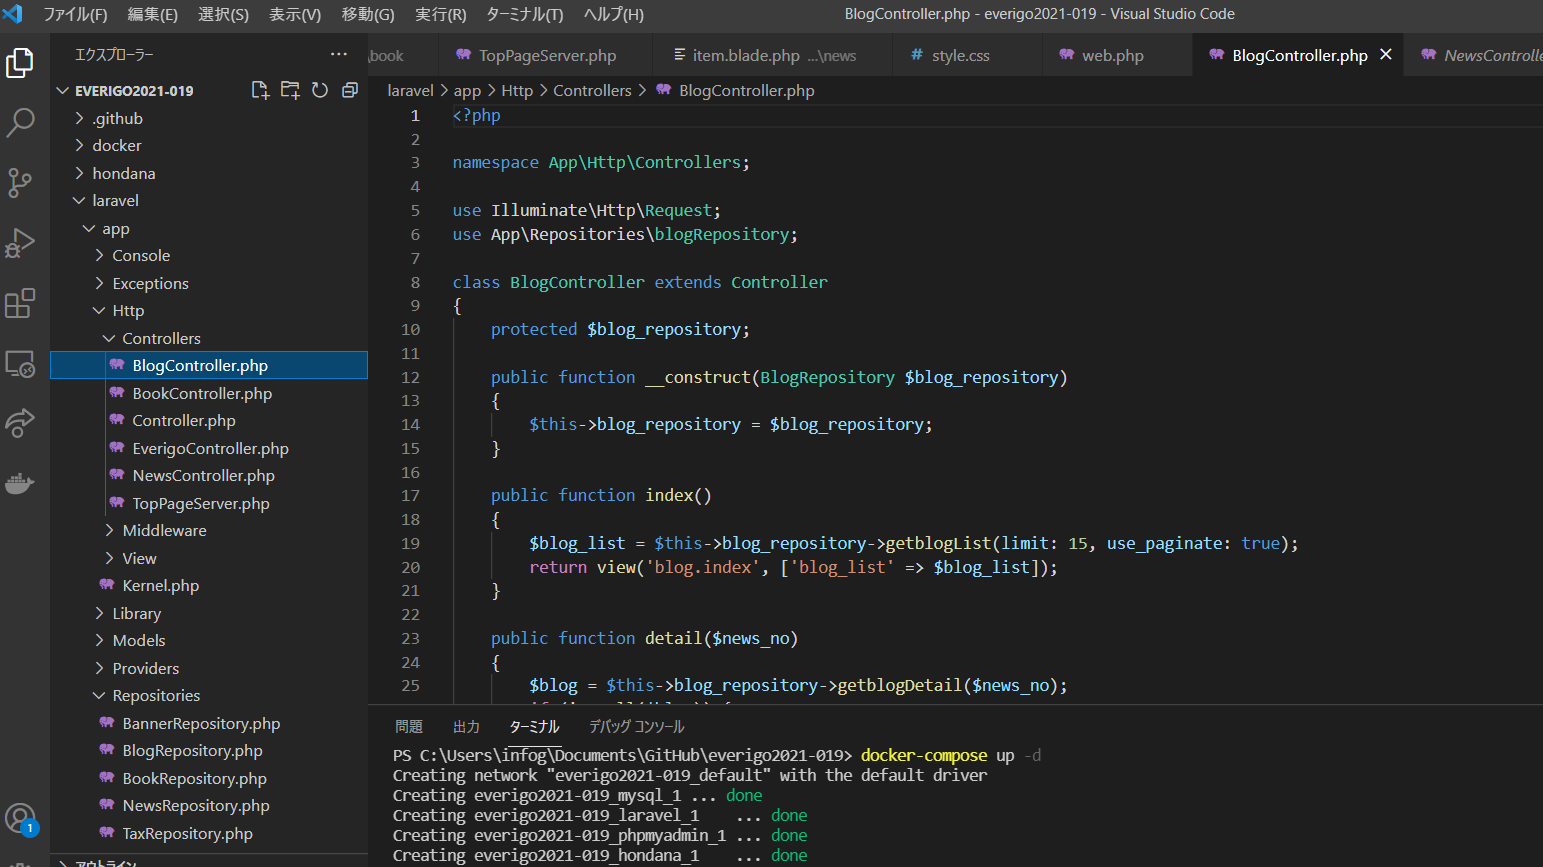 ファイル(F) 編集(E) 選択(S) 表示(V) 移動(G) 実行(R) ターミナル(T) ヘルプ(H) BlogController.php - everigo2021-019 - Visual Studio Code
エクスプローラー ...
\book TopPageServer.php item.blade.php ...\news # style.css web.php BlogController.php NewsControlle
EVERIGO2021-019
.github
docker
hondana
laravel
app
Console
Exceptions
Http
Controllers
BlogController.php
BookController.php
Controller.php
EverigoController.php
NewsController.php
TopPageServer.php
Middleware
View
Kernel.php
Library
Models
Providers
Repositories
BannerRepository.php
BlogRepository.php
BookRepository.php
NewsRepository.php
TaxRepository.php
アウトライン
1
laravel > app > Http > Controllers > BlogController.php
1 <?php
2
3 namespace App\Http\Controllers;
4
5 use Illuminate\Http\Request;
6 use App\Repositories\blogRepository;
7
8 class BlogController extends Controller
9 {
10     protected $blog_repository;
11
12     public function __construct(BlogRepository $blog_repository)
13     {
14         $this->blog_repository = $blog_repository;
15     }
16
17     public function index()
18     {
19         $blog_list = $this->blog_repository->getblogList(limit: 15, use_paginate: true);
20         return view('blog.index', ['blog_list' => $blog_list]);
21     }
22
23     public function detail($news_no)
24     {
25         $blog = $this->blog_repository->getblogDetail($news_no);
問題 出力 ターミナル デバッグ コンソール
PS C:\Users\infog\Documents\GitHub\everigo2021-019> docker-compose up -d
Creating network "everigo2021-019_default" with the default driver
Creating everigo2021-019_mysql_1 ... done
Creating everigo2021-019_laravel_1    ... done
Creating everigo2021-019_phpmyadmin_1 ... done
Creating everigo2021-019_hondana_1    ... done